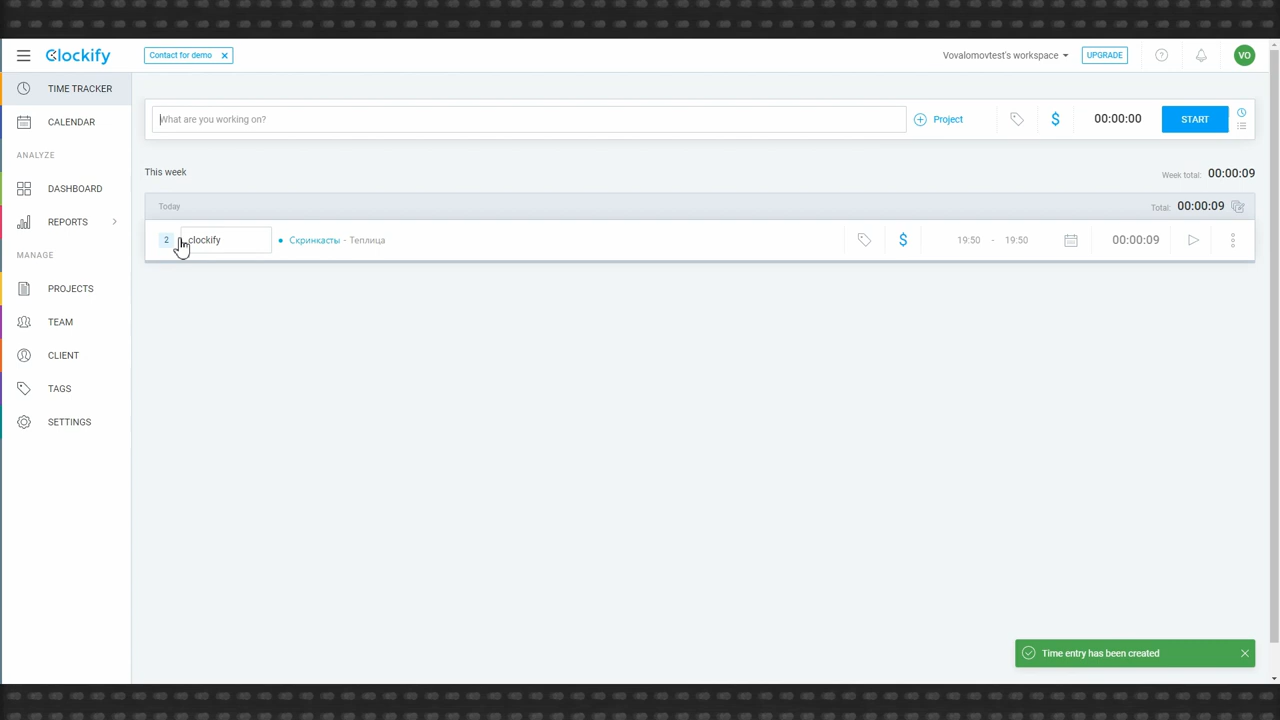 Clockify
Contact for demo
Vovalomovtest's workspace
UPGRADE
VO
TIME TRACKER
What are you working on?
Project
$
00:00:00
START
CALENDAR
ANALYZE
This week
Week total: 00:00:09
DASHBOARD
Today
Total: 00:00:09
REPORTS
2
clockify
Скринкасты - Теплица
$
19:50 - 19:50
00:00:09
MANAGE
PROJECTS
TEAM
CLIENT
TAGS
SETTINGS
Time entry has been created